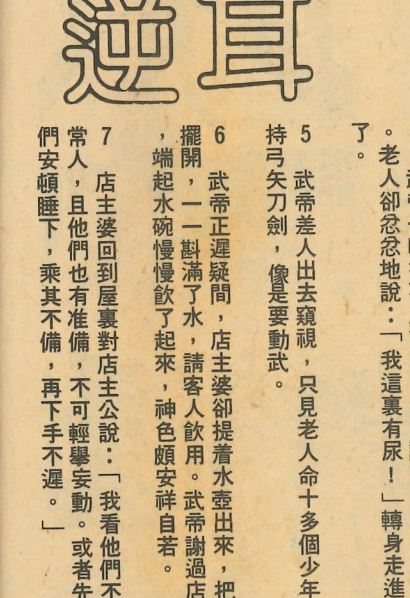 逆耳
。老人卻忿忿地說：「我這裏有尿！」轉身走進
了。
5 武帝差人出去窺視，只見老人命十多個少年
持弓矢刀劍，像是要動武。
6 武帝正遲疑間，店主婆卻提着水壺出來，把
擺開，一一斟滿了水，請客人飲用。武帝謝過店
，端起水碗慢慢飲了起來，神色頗安祥自若。
7 店主婆回到屋裏對店主公說：「我看他們不
常人，且他們也有准備，不可輕舉妄動。或者先
們安頓睡下，乘其不備，再下手不遲。」